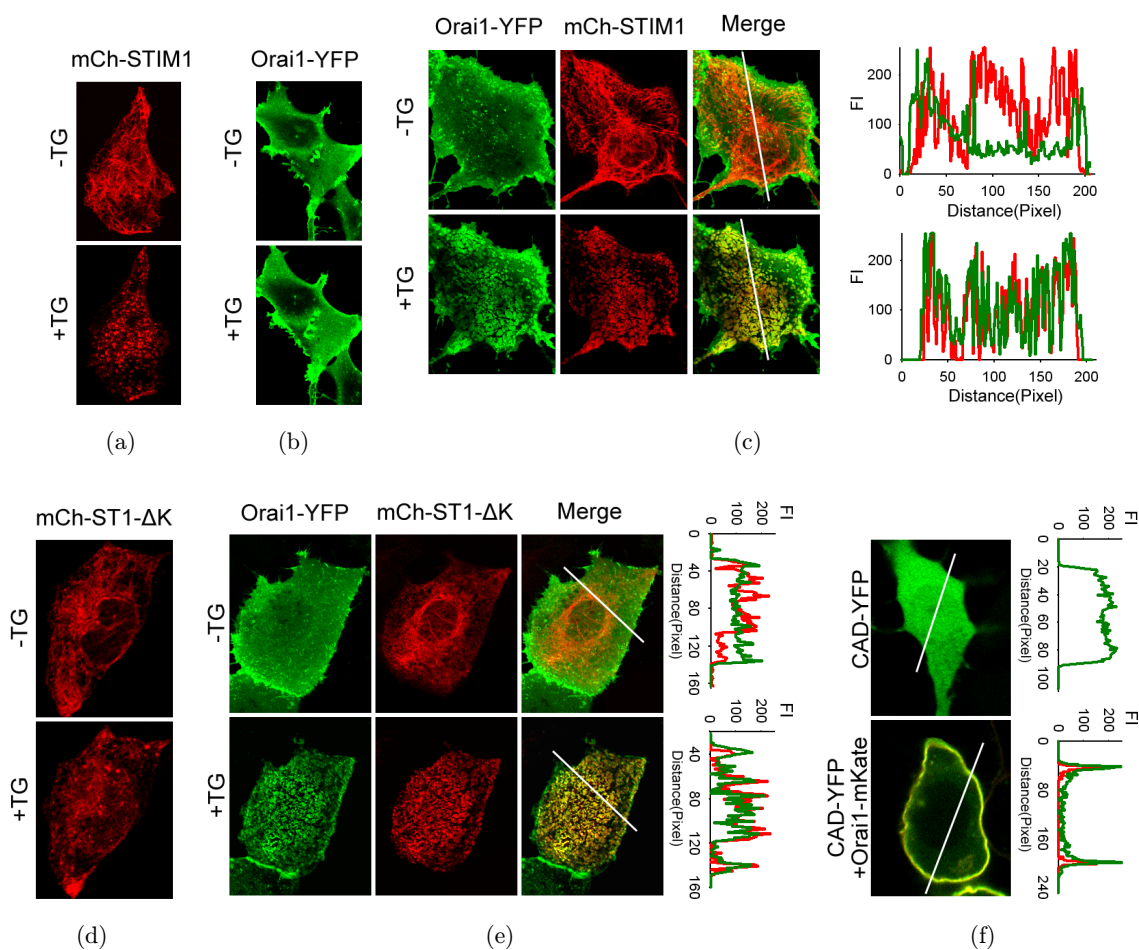 mCh-STIM1
-TG
+TG
(a)
Orai1-YFP
-TG
+TG
(b)
Orai1-YFP
mCh-STIM1
Merge
-TG
+TG
FI
200
100
0
0 50 100 150 200
Distance(Pixel)
FI
200
100
0
0 50 100 150 200
Distance(Pixel)
(c)
mCh-ST1-ΔK
-TG
+TG
(d)
Orai1-YFP
mCh-ST1-ΔK
Merge
-TG
+TG
FI
0 100 200
0
40
80
120
160
Distance(Pixel)
FI
0 100 200
40
80
120
160
Distance(Pixel)
(e)
CAD-YFP
CAD-YFP
+Orai1-mKate
FI
0 100 200
0
20
40
60
80
100
Distance(Pixel)
FI
0 100 200
0
80
160
240
Distance(Pixel)
(f)